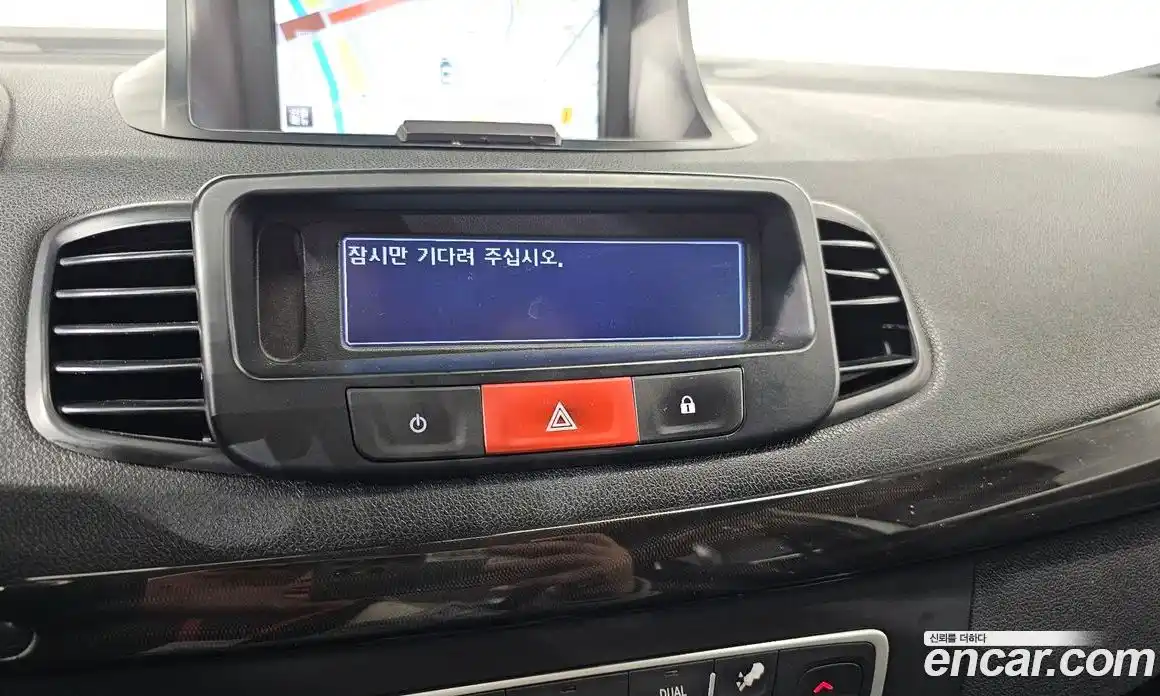 잠시만 기다려 주십시오.
DUAL
신뢰를 더하다
encar.com